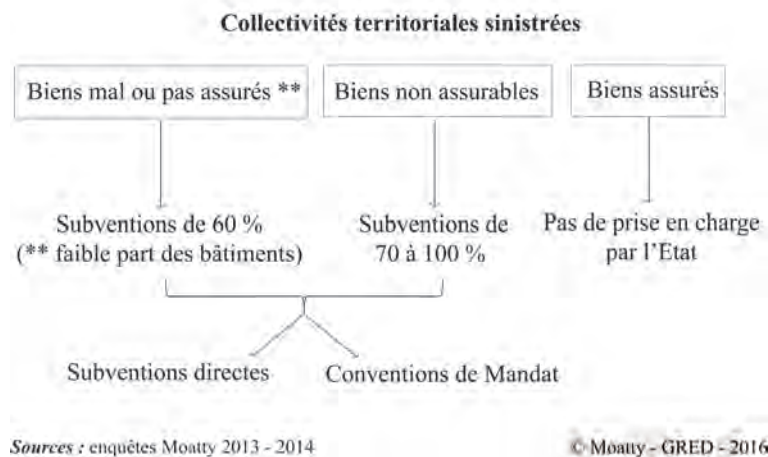 Collectivités territoriales sinistrées
Biens mal ou pas assurés **
Biens non assurables
Biens assurés
Subventions de 60 %
(** faible part des bâtiments)
Subventions de
70 à 100 %
Pas de prise en charge
par l’Etat
Subventions directes
Conventions de Mandat
Sources : enquêtes Moatty 2013 - 2014
© Moatty - GRED - 2016